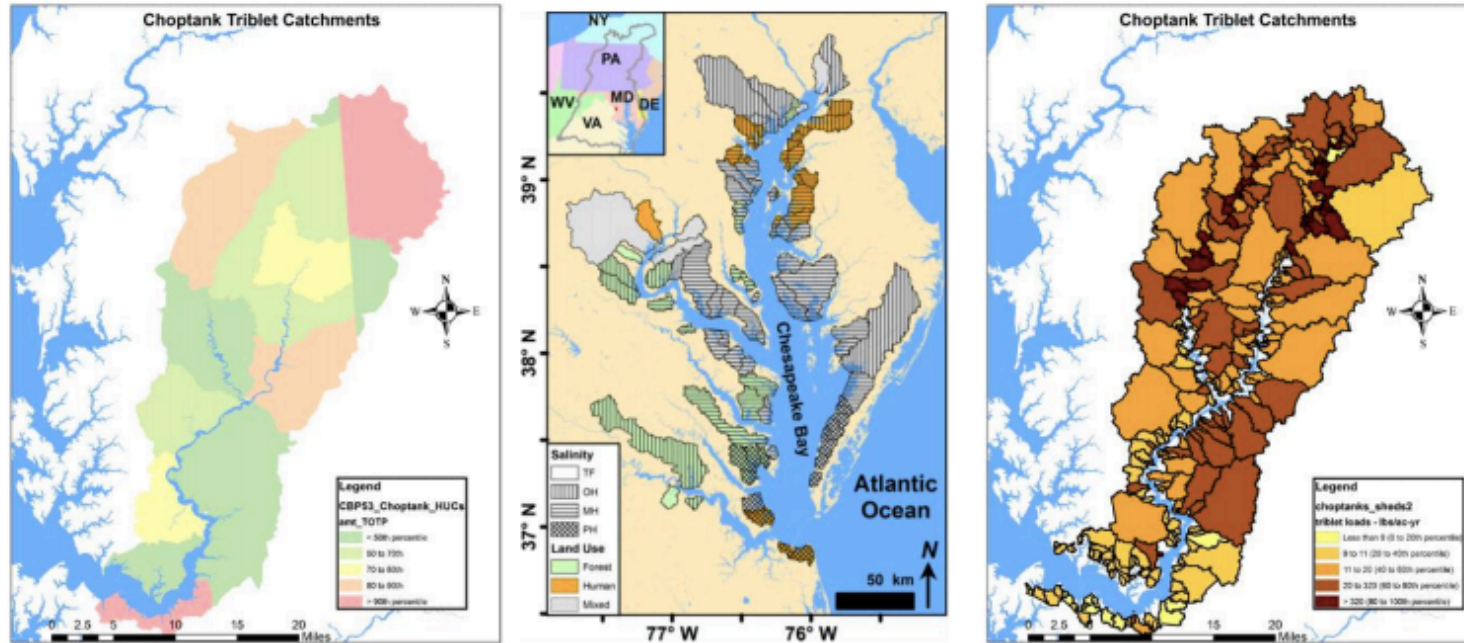 Choptank Triblet Catchments
N
W
E
S
Legend
CBP53_Choptank_HUCs
amt_TOTP
< 50th percentile
50 to 70th
70 to 80th
80 to 90th
> 90th percentile
0 2.5 5 10 15 20
Miles
NY
PA
WV
MD
DE
VA
39° N
38° N
37° N
Chesapeake Bay
Atlantic
Ocean
Salinity
TF
OH
MH
PH
Land Use
Forest
Human
Mixed
N
50 km
77° W
76° W
Choptank Triblet Catchments
N
W
E
S
Legend
choptanks_sheds2
triblet loads - lbs/ac-yr
Less than 9 (0 to 20th percentile)
9 to 11 (20 to 40th percentile)
11 to 20 (40 to 60th percentile)
20 to 323 (60 to 80th percentile)
> 320 (80 to 100th percentile)
0 2.5 5 10 15 20
Miles